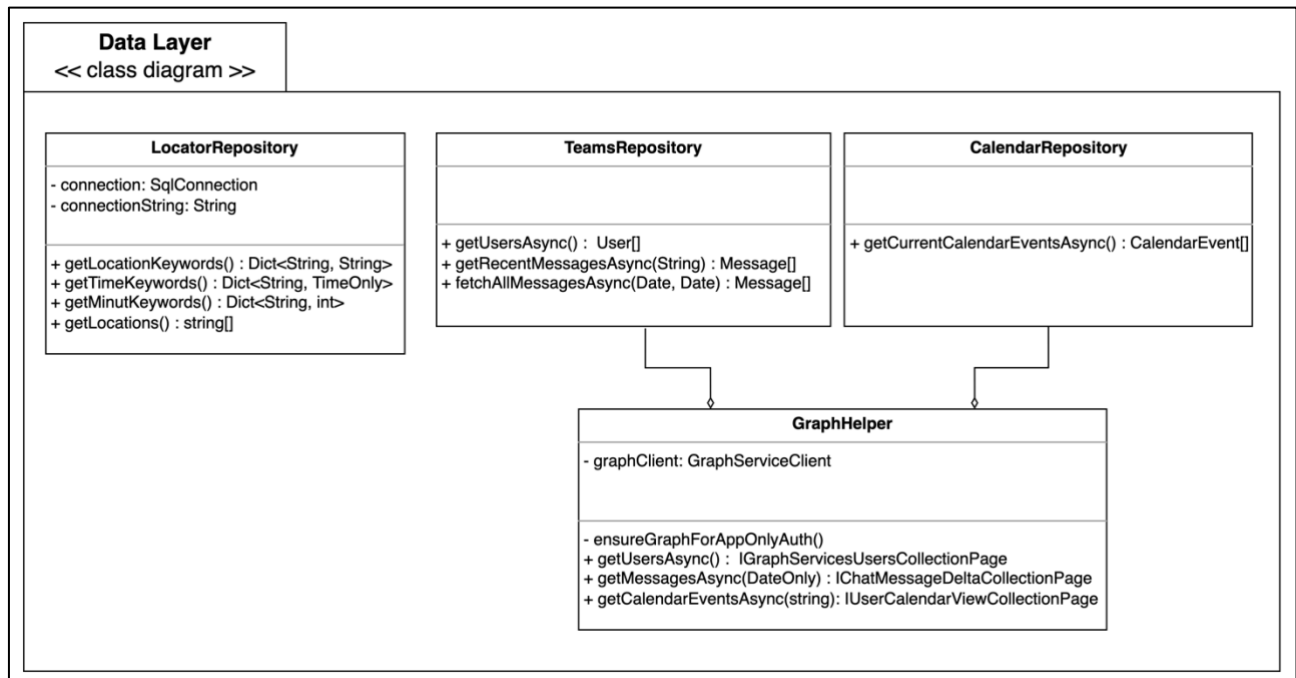 Data Layer
<< class diagram >>
LocatorRepository
- connection: SqlConnection
- connectionString: String
+ getLocationKeywords() : Dict<String, String>
+ getTimeKeywords() : Dict<String, TimeOnly>
+ getMinutKeywords() : Dict<String, int>
+ getLocations() : string[]
TeamsRepository
+ getUsersAsync() : User[]
+ getRecentMessagesAsync(String) : Message[]
+ fetchAllMessagesAsync(Date, Date) : Message[]
CalendarRepository
+ getCurrentCalendarEventsAsync() : CalendarEvent[]
GraphHelper
- graphClient: GraphServiceClient
- ensureGraphForAppOnlyAuth()
+ getUsersAsync() : IGraphServicesUsersCollectionPage
+ getMessagesAsync(DateOnly) : IChatMessageDeltaCollectionPage
+ getCalendarEventsAsync(string): IUserCalendarViewCollectionPage